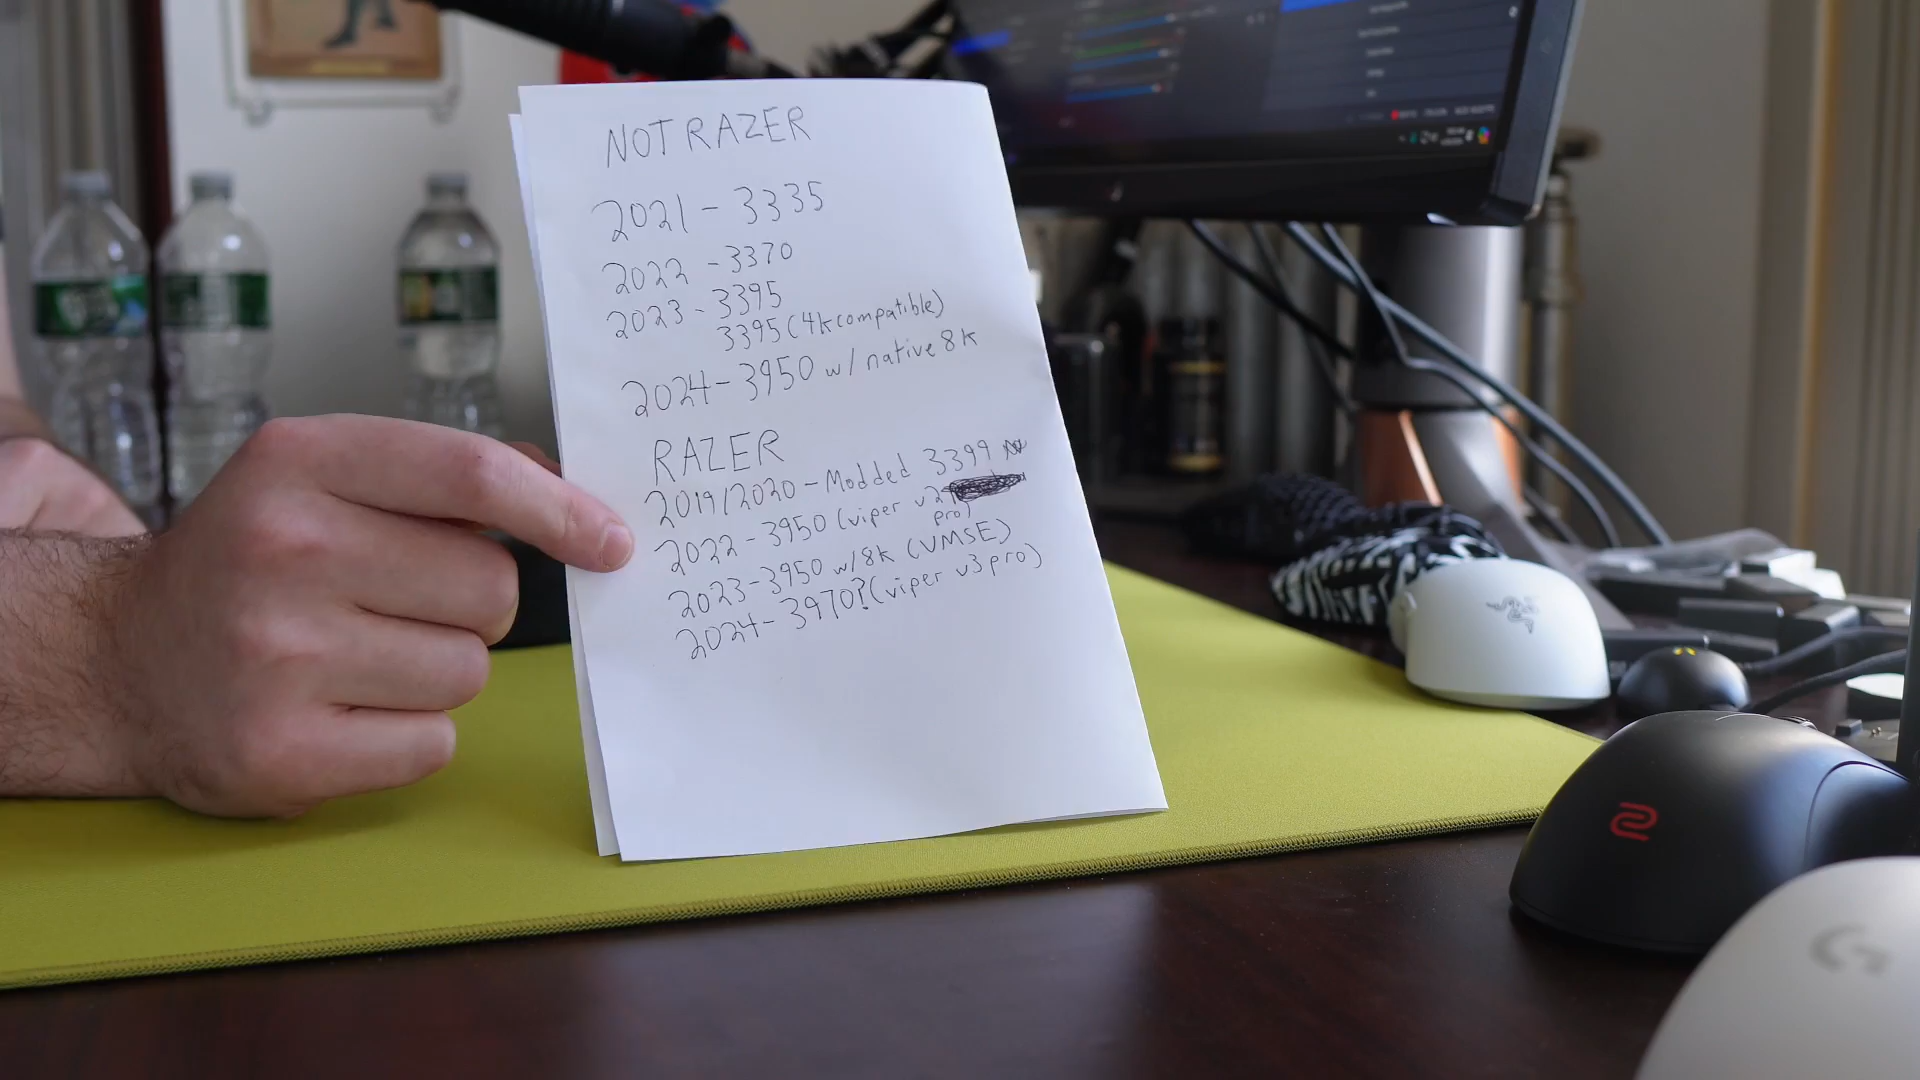 NOT RAZER
2021 - 3335
2022 - 3370
2023 - 3395
3395 (4k compatible)
2024 - 3950 w/ native 8k
RAZER
2019/2020 - Modded 3399
2022 - 3950 (viper v2
pro)
2023 - 3950 w/8k (VMSE)
2024 - 3970? (viper v3 pro)